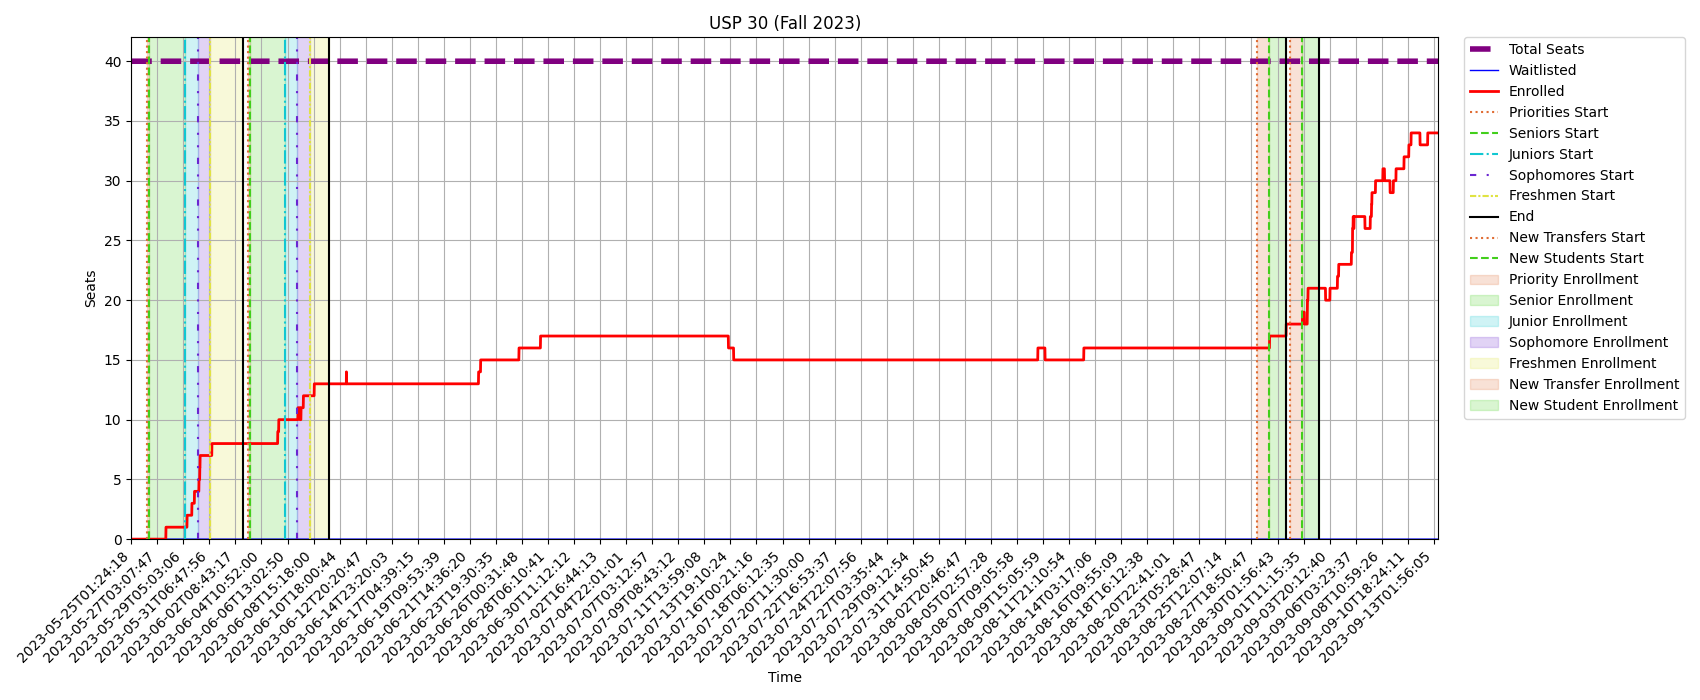 USP 30 (Fall 2023)
Seats
40
35
30
25
20
15
10
5
0
2023-05-25T01:24:18
2023-05-27T03:07:47
2023-05-29T05:03:06
2023-05-31T06:47:56
2023-06-02T08:43:17
2023-06-04T10:52:00
2023-06-06T13:02:50
2023-06-08T15:18:00
2023-06-10T18:00:44
2023-06-12T20:20:47
2023-06-14T23:20:03
2023-06-17T04:39:15
2023-06-19T09:53:39
2023-06-21T14:36:20
2023-06-23T19:30:35
2023-06-26T00:31:48
2023-06-28T06:10:41
2023-06-30T11:12:12
2023-07-02T16:44:13
2023-07-04T22:01:01
2023-07-07T03:12:57
2023-07-09T08:43:12
2023-07-11T13:59:08
2023-07-13T19:10:24
2023-07-16T00:21:16
2023-07-18T06:12:35
2023-07-20T11:30:00
2023-07-22T16:53:37
2023-07-24T22:07:56
2023-07-27T03:35:44
2023-07-29T09:12:54
2023-07-31T14:50:45
2023-08-02T20:46:47
2023-08-05T02:57:28
2023-08-07T09:05:58
2023-08-09T15:05:59
2023-08-11T21:10:54
2023-08-14T03:17:06
2023-08-16T09:55:09
2023-08-18T16:12:38
2023-08-20T22:41:01
2023-08-23T05:28:47
2023-08-25T12:07:14
2023-08-27T18:50:47
2023-08-30T01:56:43
2023-09-01T11:15:35
2023-09-03T20:12:40
2023-09-06T03:23:37
2023-09-08T10:59:26
2023-09-10T18:24:11
2023-09-13T01:56:05
Time
Total Seats
Waitlisted
Enrolled
Priorities Start
Seniors Start
Juniors Start
Sophomores Start
Freshmen Start
End
New Transfers Start
New Students Start
Priority Enrollment
Senior Enrollment
Junior Enrollment
Sophomore Enrollment
Freshmen Enrollment
New Transfer Enrollment
New Student Enrollment